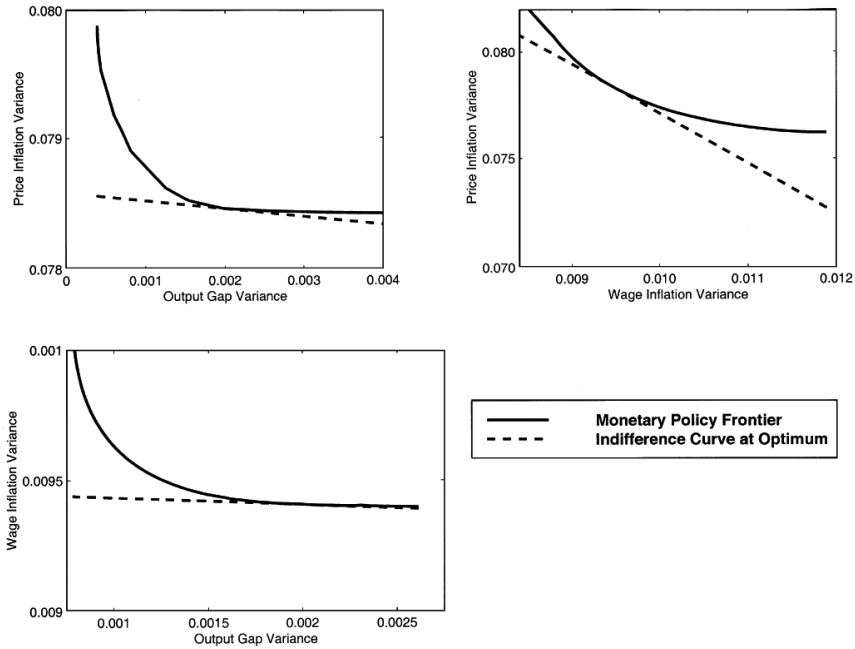 0.080
0.079
0.078
Price Inflation Variance
0
0.001
0.002
0.003
0.004
Output Gap Variance
0.080
0.075
0.070
Price Inflation Variance
0.009
0.010
0.011
0.012
Wage Inflation Variance
0.001
0.0095
0.009
Wage Inflation Variance
0.001
0.0015
0.002
0.0025
Output Gap Variance
Monetary Policy Frontier
Indifference Curve at Optimum